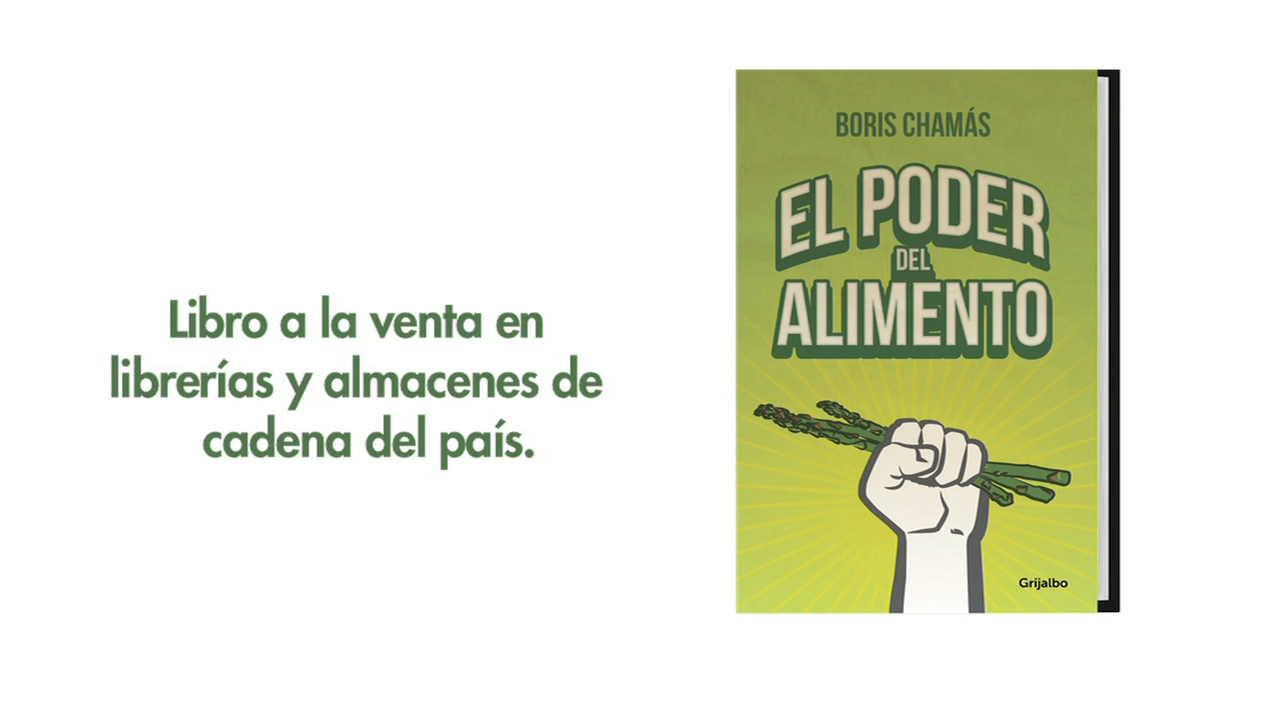 Libro a la venta en
librerías y almacenes de
cadena del país.
BORIS CHAMÁS
EL PODER
DEL
ALIMENTO
Grijalbo